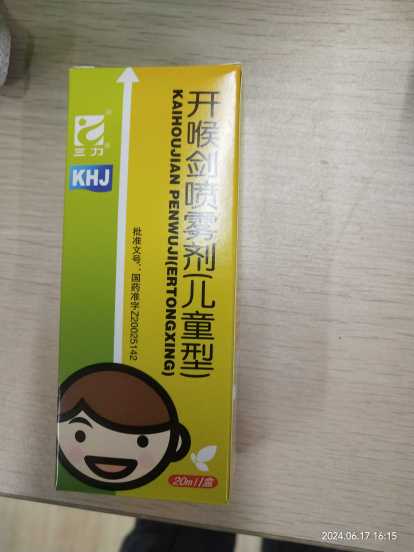 三力
KHJ
开喉剑喷雾剂(儿童型)
KAIHOUJIAN PENWUJI(ERTONGXING)
批准文号:国药准字Z20025142
20ml/盒
2024.06.17 16:15